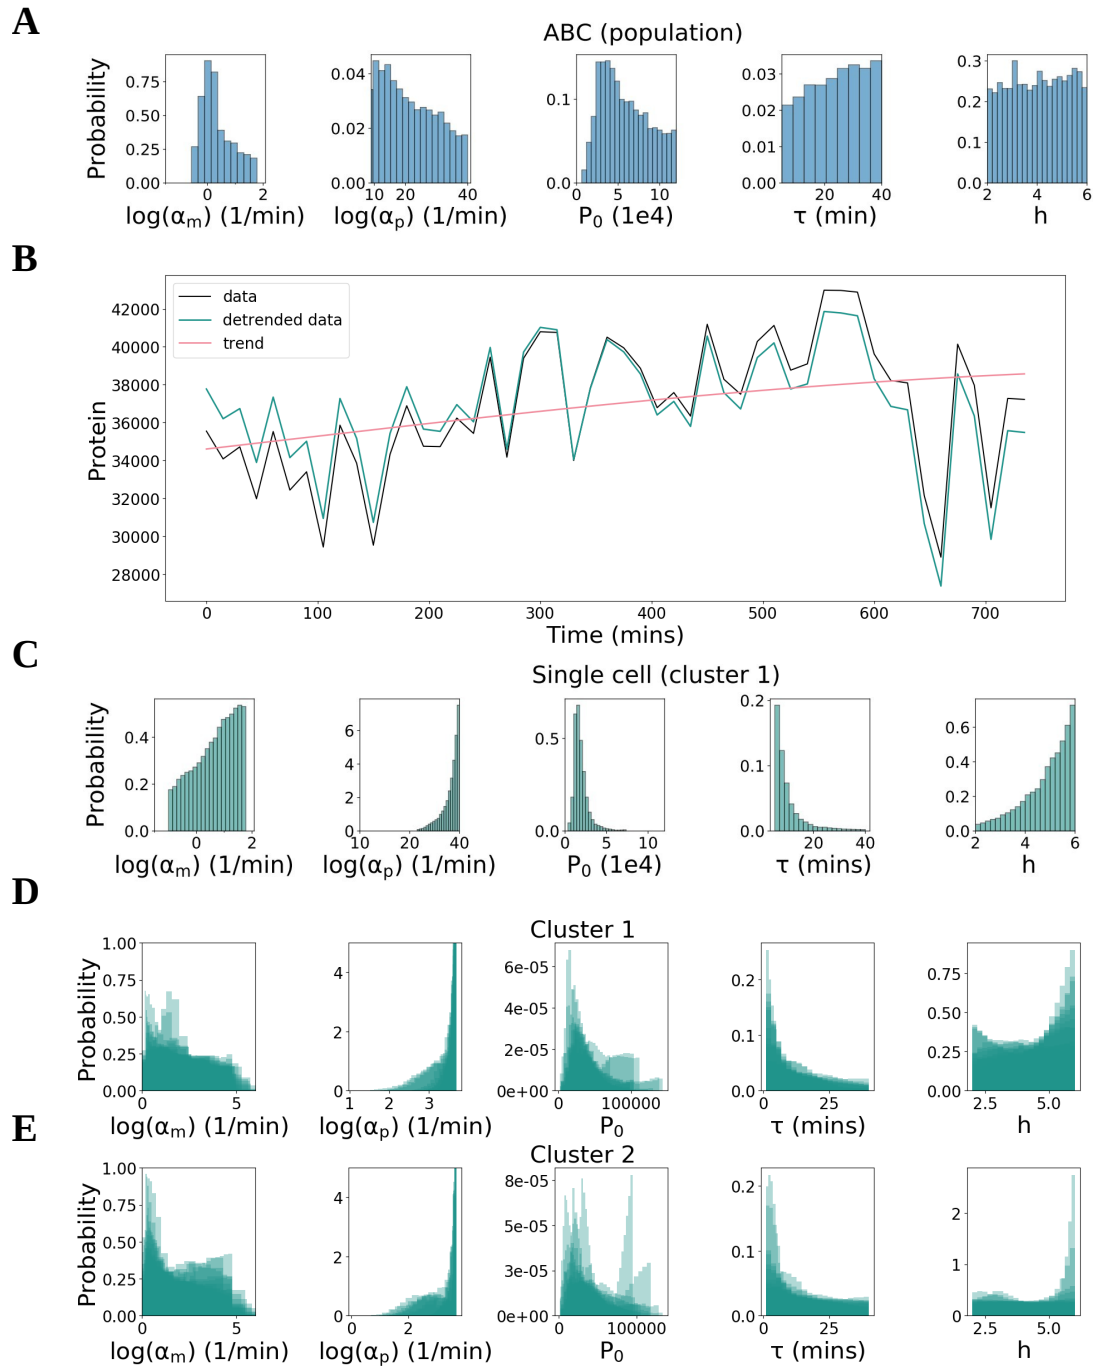 A
ABC (population)
Probability
0.75
0.50
0.25
0.00
0 2
log(αm) (1/min)
0.04
0.02
0.00
10 20 40
log(αp) (1/min)
0.1
0.0
0 5 10
P0 (1e4)
0.03
0.02
0.01
0.00
20 40
τ (min)
0.3
0.2
0.1
0.0
2 4 6
h
B
data
detrended data
trend
Protein
42000
40000
38000
36000
34000
32000
30000
28000
0 100 200 300 400 500 600 700
Time (mins)
C
Single cell (cluster 1)
Probability
0.4
0.2
0.0
0 2
log(αm) (1/min)
6
4
2
0
10 20 40
log(αp) (1/min)
0.5
0.0
0 5 10
P0 (1e4)
0.2
0.1
0.0
20 40
τ (mins)
0.6
0.4
0.2
0.0
2 4 6
h
D
Cluster 1
Probability
1.00
0.75
0.50
0.25
0.00
0 5
log(αm) (1/min)
4
2
0
1 2 3
log(αp) (1/min)
6e-05
4e-05
2e-05
0e+00
0 100000
P0
0.2
0.1
0.0
0 25
τ (mins)
0.75
0.50
0.25
0.00
2.5 5.0
h
E
Cluster 2
Probability
1.00
0.75
0.50
0.25
0.00
0 5
log(αm) (1/min)
4
2
0
0 2
log(αp) (1/min)
8e-05
5e-05
3e-05
0e+00
0 100000
P0
0.2
0.1
0.0
0 25
τ (mins)
2
1
0
2.5 5.0
h